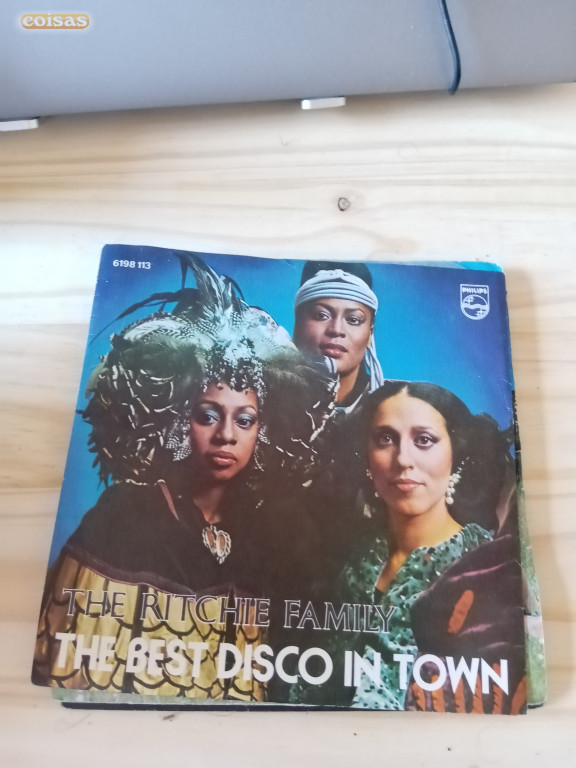 coisas
6198 113
PHILIPS
THE RITCHIE FAMILY
THE BEST DISCO IN TOWN